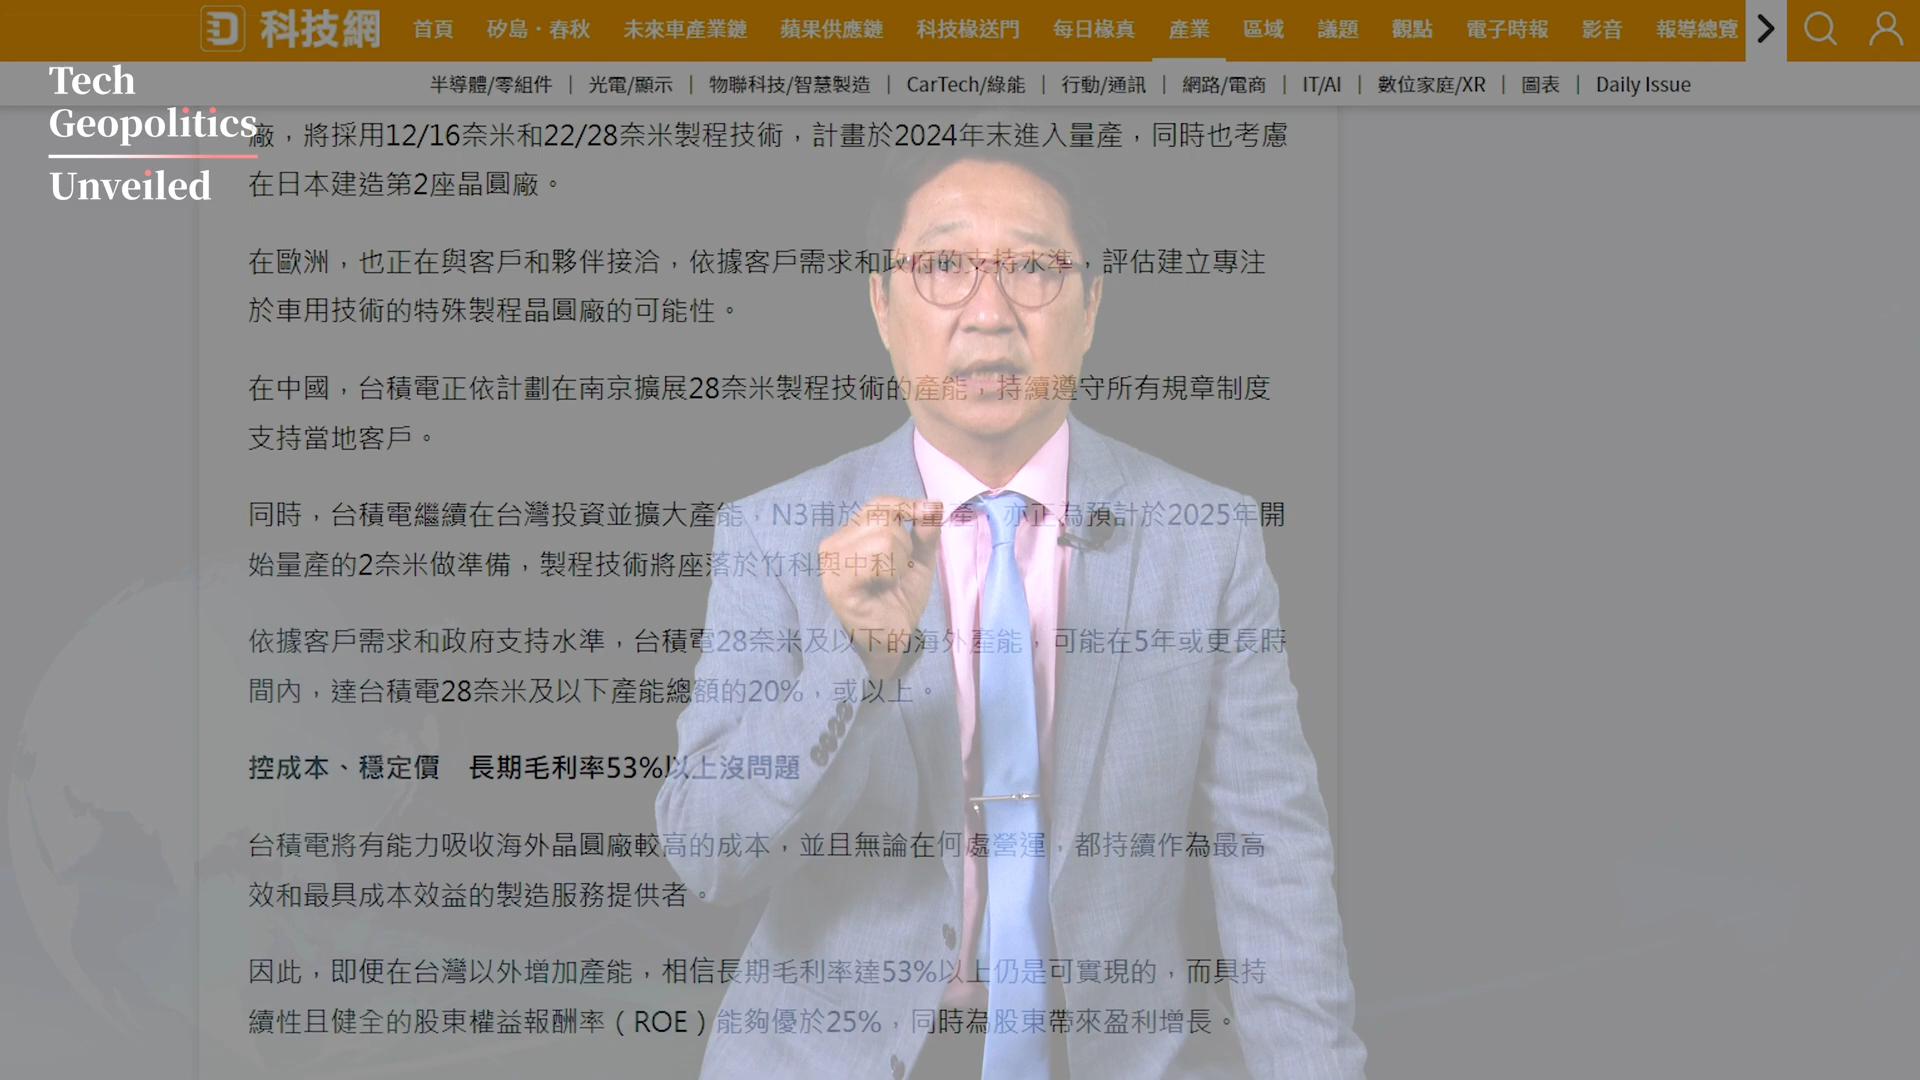 科技網 首頁 矽島・春秋 未來車產業鏈 蘋果供應鏈 科技椽送門 每日椽真 產業 區域 議題 觀點 電子時報 影音 報導總覽
半導體/零組件 | 光電/顯示 | 物聯科技/智慧製造 | CarTech/綠能 | 行動/通訊 | 網路/電商 | IT/AI | 數位家庭/XR | 圖表 | Daily Issue
Tech
Geopolitics
Unveiled
廠，將採用12/16奈米和22/28奈米製程技術，計畫於2024年末進入量產，同時也考慮
在日本建造第2座晶圓廠。
在歐洲，也正在與客戶和夥伴接洽，依據客戶需求和政府的支持水準，評估建立專注
於車用技術的特殊製程晶圓廠的可能性。
在中國，台積電正依計劃在南京擴展28奈米製程技術的產能，持續遵守所有規章制度
支持當地客戶。
同時，台積電繼續在台灣投資並擴大產能，N3甫於南科量產，亦正為預計於2025年開
始量產的2奈米做準備，製程技術將座落於竹科與中科。
依據客戶需求和政府支持水準，台積電28奈米及以下的海外產能，可能在5年或更長時
間內，達台積電28奈米及以下產能總額的20%，或以上。
控成本、穩定價　長期毛利率53%以上沒問題
台積電將有能力吸收海外晶圓廠較高的成本，並且無論在何處營運，都持續作為最高
效和最具成本效益的製造服務提供者。
因此，即便在台灣以外增加產能，相信長期毛利率達53%以上仍是可實現的，而具持
續性且健全的股東權益報酬率（ROE）能夠優於25%，同時為股東帶來盈利增長。